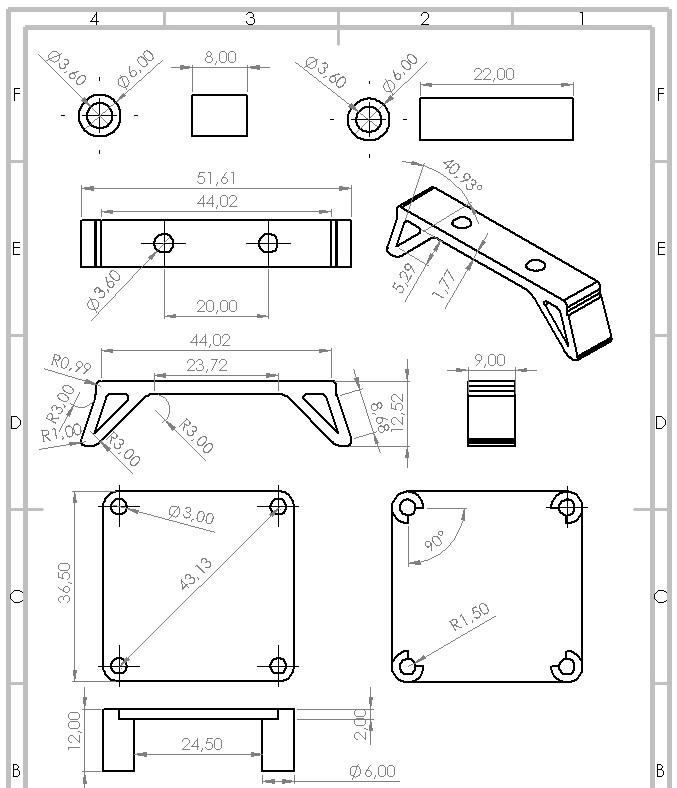 4 3 2 1
F F
Ø3,60 Ø6,00 8,00 Ø3,60 Ø6,00 22,00
51,61
44,02
40,93°
E E
Ø3,60
20,00
5,29 1,77
44,02
23,72
9,00
R0,99
R3,00
R1,00
R3,00
R3,00
8,68
12,52
D D
Ø3,00
36,50
43,13
90°
R1,50
C C
12,00
24,50
2,00
Ø6,00
B B